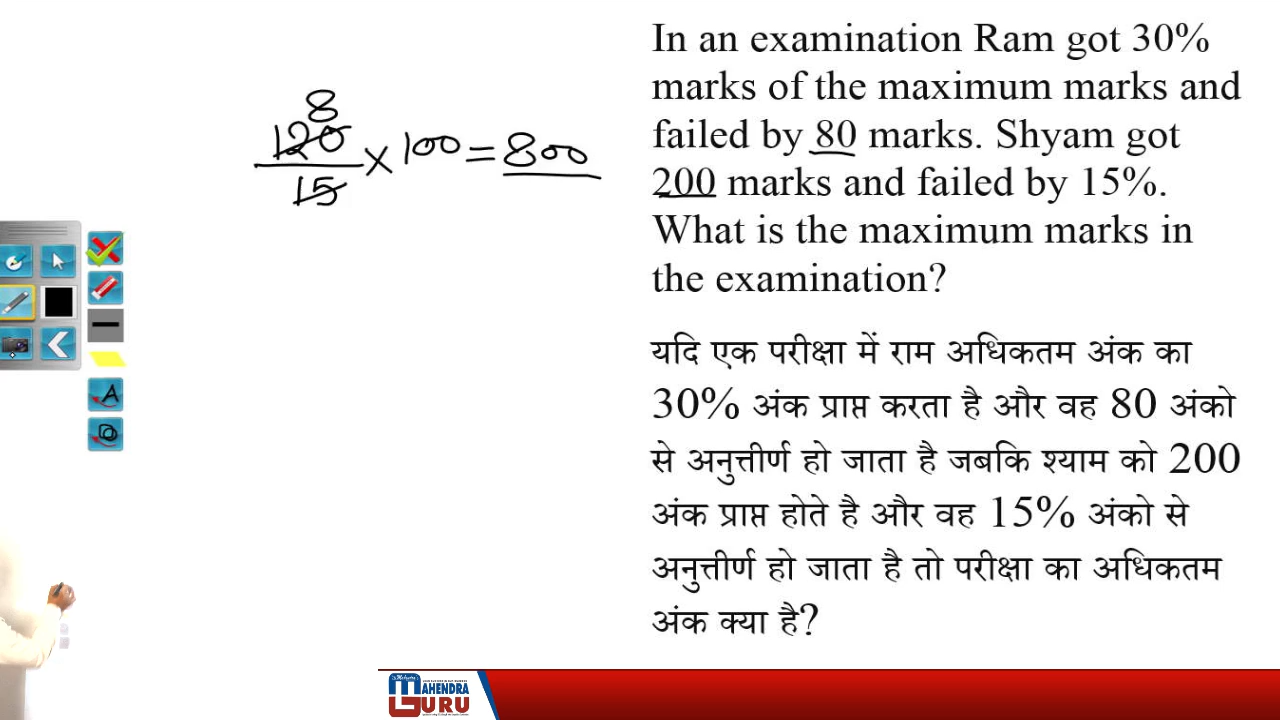 8
120
15
× 100 = 800
In an examination Ram got 30%
marks of the maximum marks and
failed by 80 marks. Shyam got
200 marks and failed by 15%.
What is the maximum marks in
the examination?
यदि एक परीक्षा में राम अधिकतम अंक का
30% अंक प्राप्त करता है और वह 80 अंको
से अनुत्तीर्ण हो जाता है जबकि श्याम को 200
अंक प्राप्त होते है और वह 15% अंको से
अनुत्तीर्ण हो जाता है तो परीक्षा का अधिकतम
अंक क्या है?
A
MAHENDRA
GURU